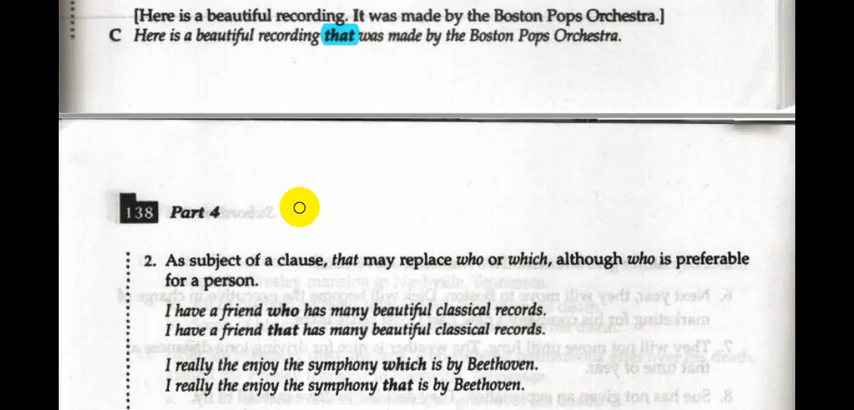 [Here is a beautiful recording. It was made by the Boston Pops Orchestra.]
C Here is a beautiful recording that was made by the Boston Pops Orchestra.
138 Part 4
2. As subject of a clause, that may replace who or which, although who is preferable
for a person.
I have a friend who has many beautiful classical records.
I have a friend that has many beautiful classical records.
I really the enjoy the symphony which is by Beethoven.
I really the enjoy the symphony that is by Beethoven.